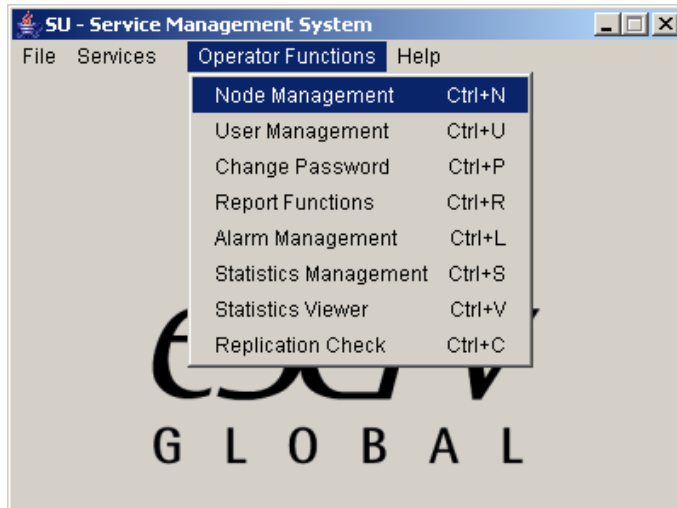 SU - Service Management System
File Services Operator Functions Help
Node Management Ctrl+N
User Management Ctrl+U
Change Password Ctrl+P
Report Functions Ctrl+R
Alarm Management Ctrl+L
Statistics Management Ctrl+S
Statistics Viewer Ctrl+V
Replication Check Ctrl+C
GLOBAL